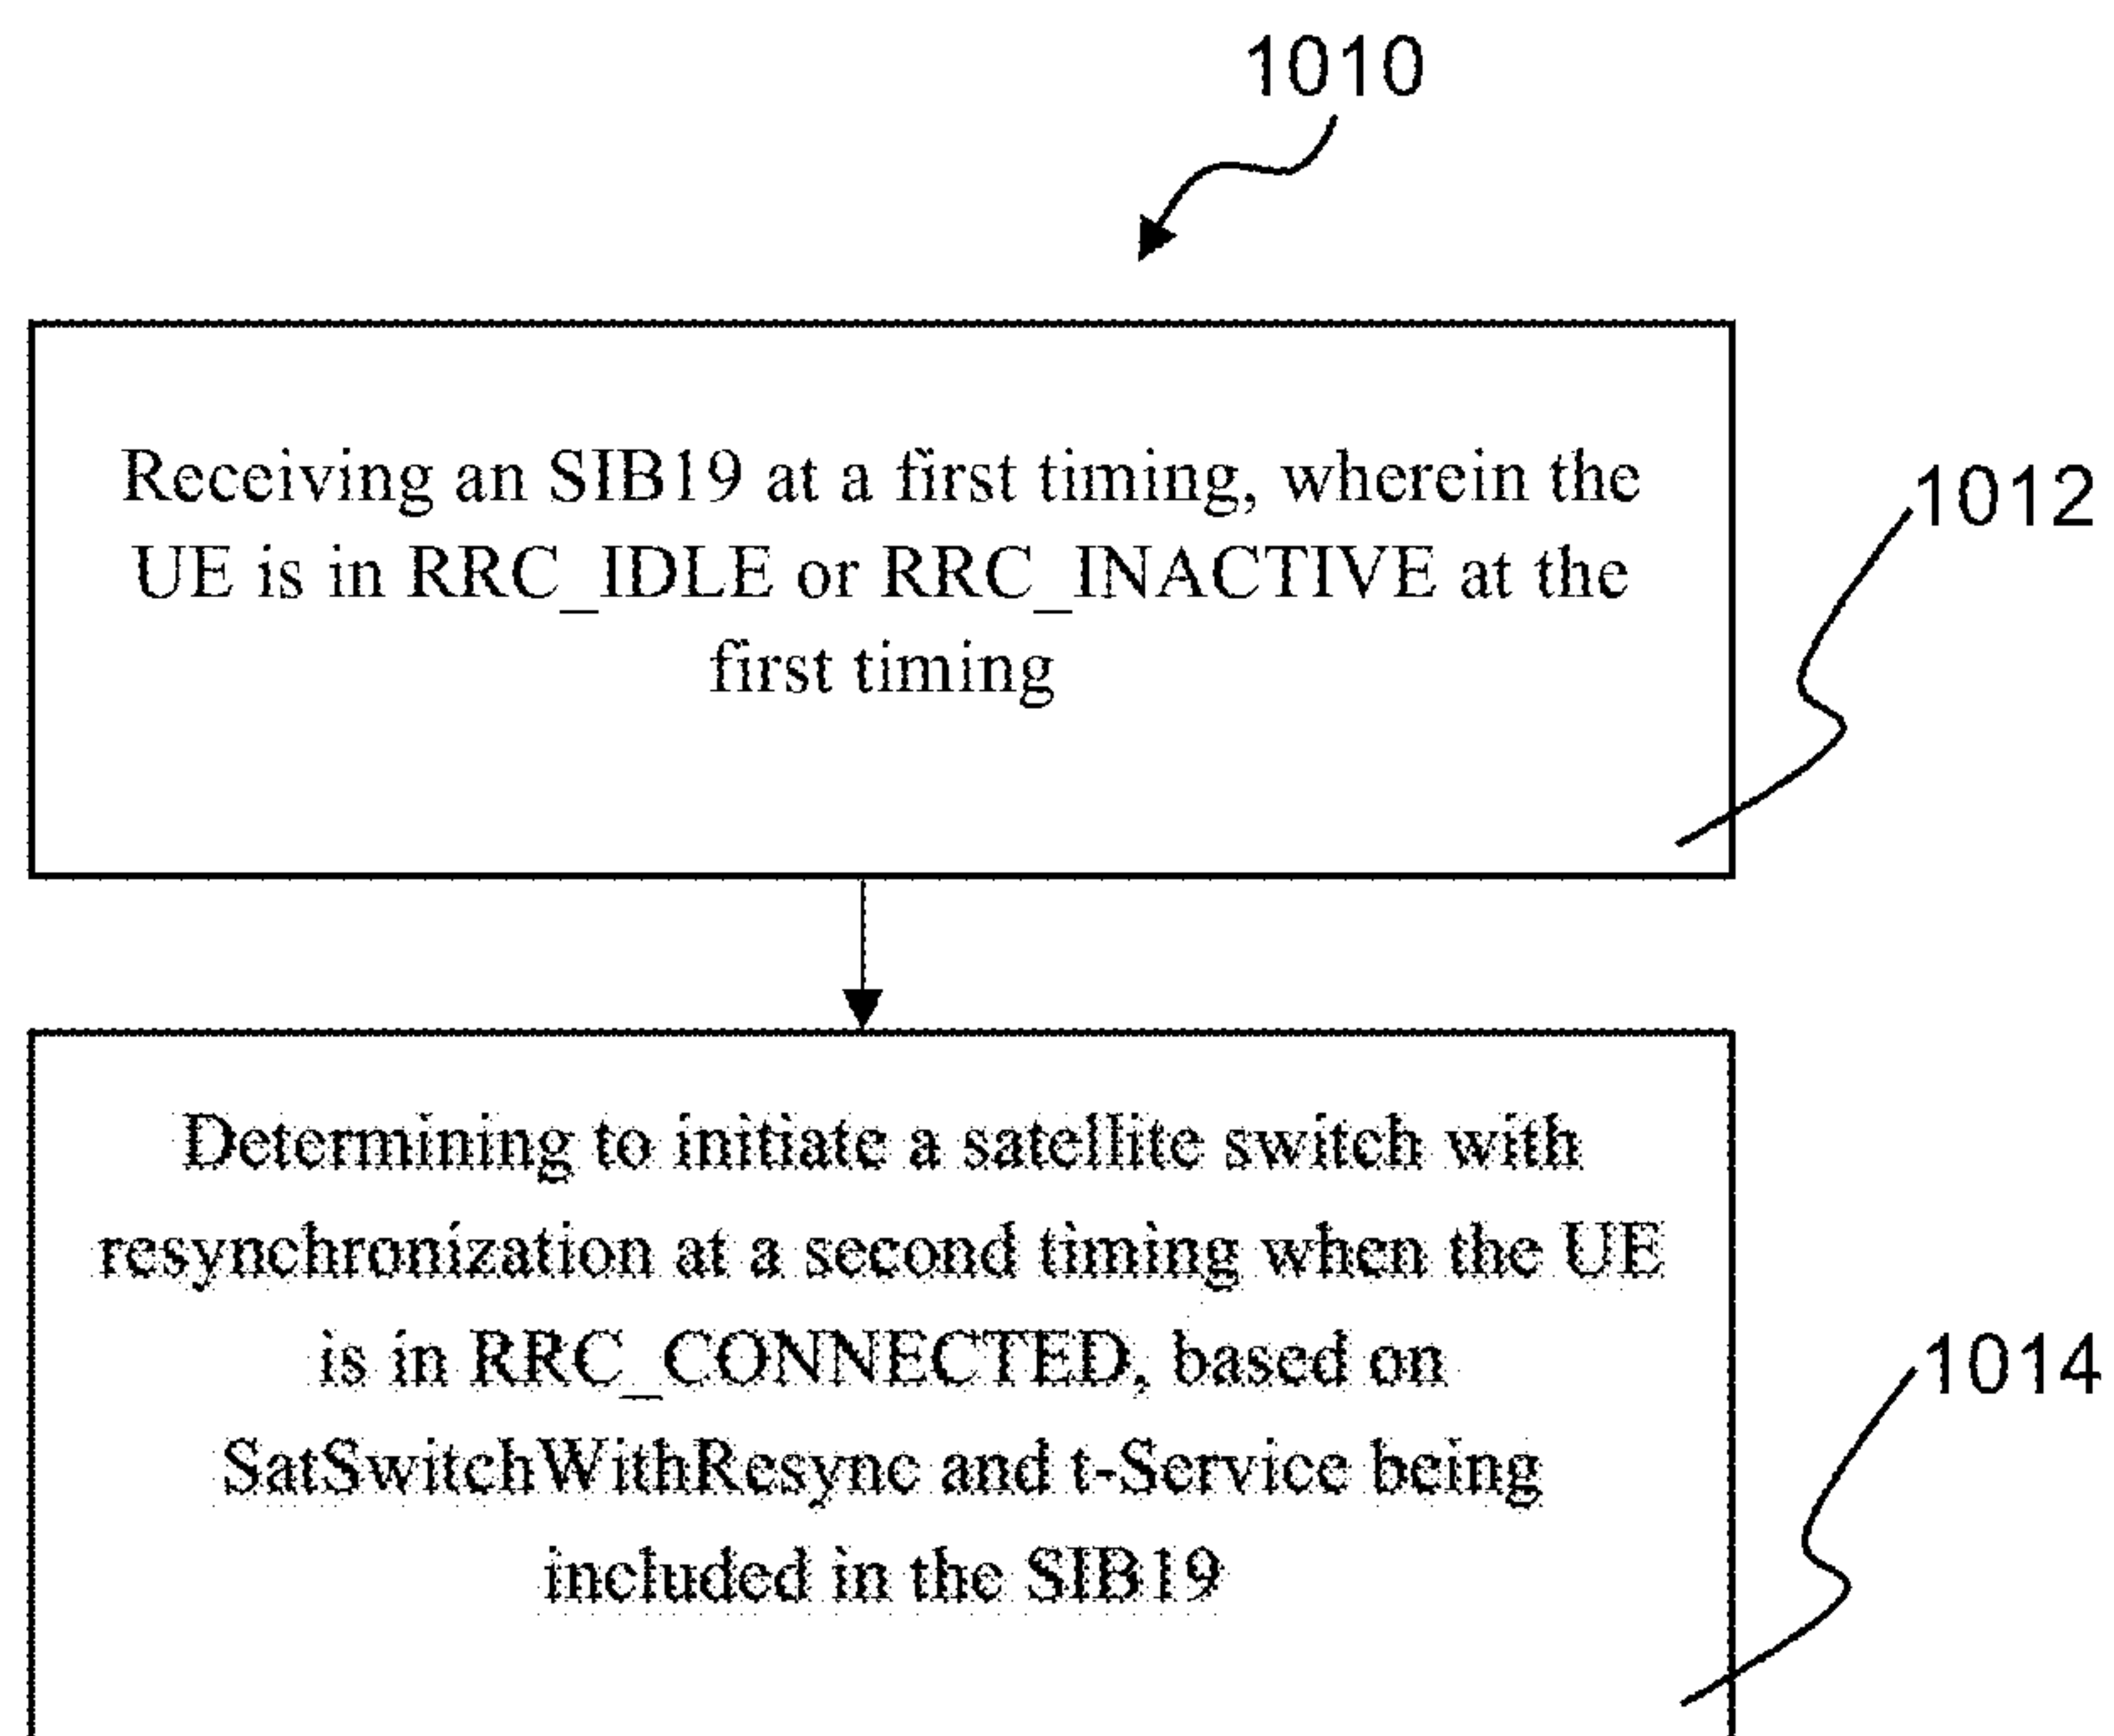 1010
Receiving an SIB19 at a first timing, wherein the
UE is in RRC_IDLE or RRC_INACTIVE at the
first timing
1012
Determining to initiate a satellite switch with
resynchronization at a second timing when the UE
is in RRC_CONNECTED, based on
SatSwitchWithResync and t-Service being
included in the SIB19
1014